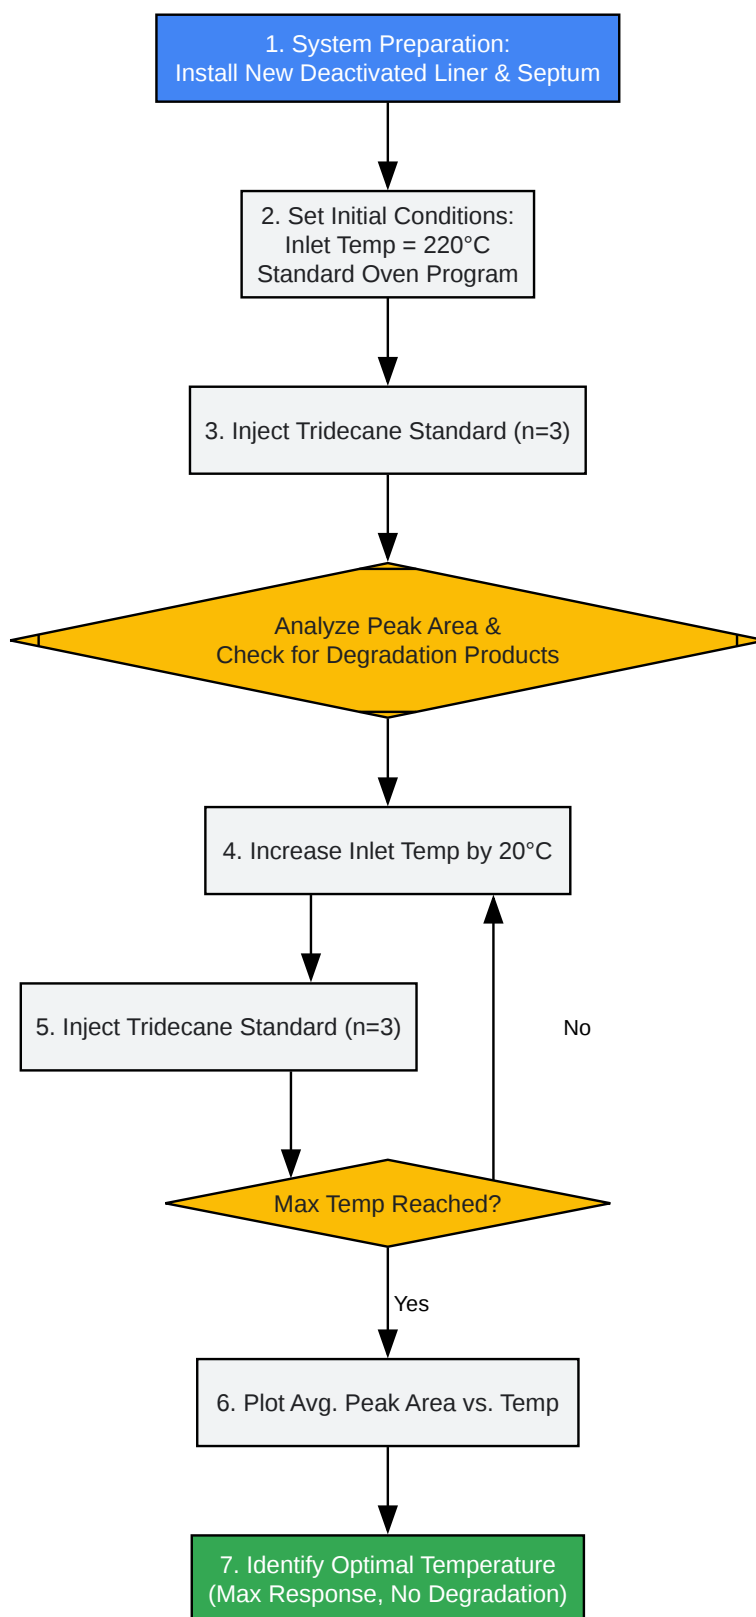 1. System Preparation:
Install New Deactivated Liner & Septum
2. Set Initial Conditions:
Inlet Temp = 220°C
Standard Oven Program
3. Inject Tridecane Standard (n=3)
Analyze Peak Area &
Check for Degradation Products
4. Increase Inlet Temp by 20°C
5. Inject Tridecane Standard (n=3)
No
Max Temp Reached?
Yes
6. Plot Avg. Peak Area vs. Temp
7. Identify Optimal Temperature
(Max Response, No Degradation)